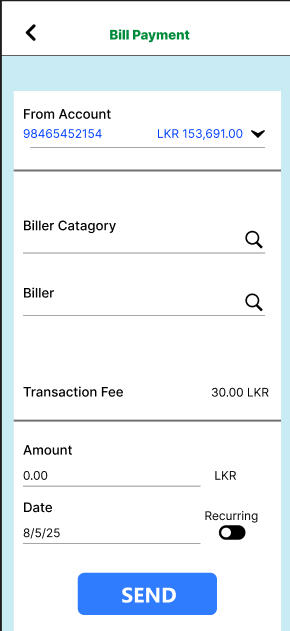 Bill Payment
From Account
98465452154 LKR 153,691.00
Biller Catagory
Biller
Transaction Fee 30.00 LKR
Amount
0.00 LKR
Date
Recurring
8/5/25
SEND